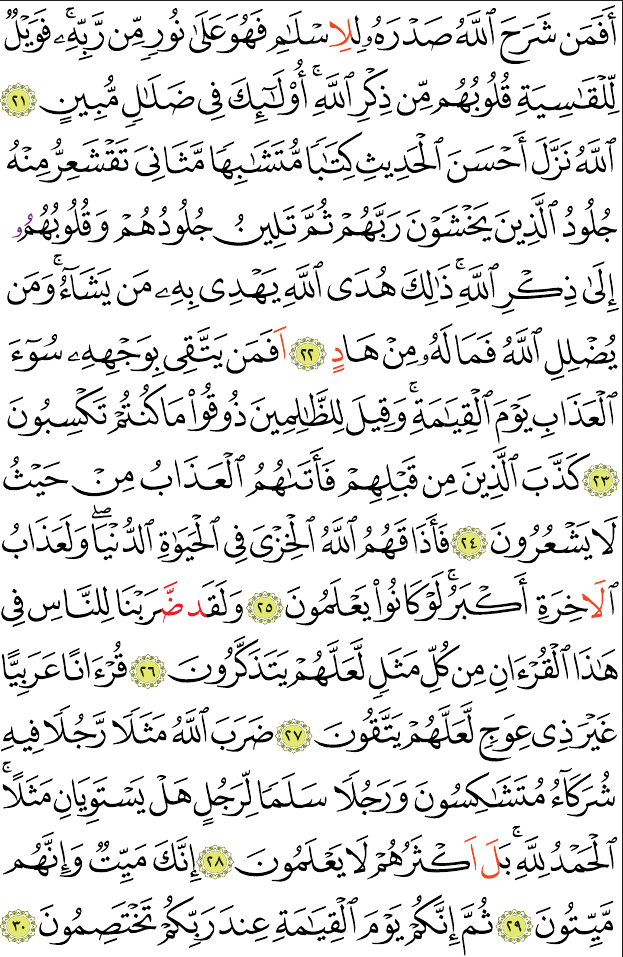 أَفَمَن شَرَحَ ٱللَّهُ صَدْرَهُۥ لِلِاسْلَٰمِ فَهُوَ عَلَىٰ نُورٍ مِّن رَّبِّهِۦۚ فَوَيْلٌ
لِّلْقَٰسِيَةِ قُلُوبُهُم مِّن ذِكْرِ ٱللَّهِۚ أُوْلَٰٓئِكَ فِى ضَلَٰلٍ مُّبِينٍ ٢١
ٱللَّهُ نَزَّلَ أَحْسَنَ ٱلْحَدِيثِ كِتَٰبًا مُّتَشَٰبِهًا مَّثَانِىَ تَقْشَعِرُّ مِنْهُ
جُلُودُ ٱلَّذِينَ يَخْشَوْنَ رَبَّهُمْ ثُمَّ تَلِينُ جُلُودُهُمْ وَقُلُوبُهُمُۥ
إِلَىٰ ذِكْرِ ٱللَّهِۚ ذَٰلِكَ هُدَى ٱللَّهِ يَهْدِى بِهِۦ مَن يَشَآءُۚ وَمَن
يُضْلِلِ ٱللَّهُ فَمَا لَهُۥ مِنْ هَادٍ ٢٢ اَفَمَن يَتَّقِى بِوَجْهِهِۦ سُوٓءَ
ٱلْعَذَابِ يَوْمَ ٱلْقِيَٰمَةِۚ وَقِيلَ لِلظَّٰلِمِينَ ذُوقُواْ مَا كُنتُمْ تَكْسِبُونَ
٢٣ كَذَّبَ ٱلَّذِينَ مِن قَبْلِهِمْ فَأَتَىٰهُمُ ٱلْعَذَابُ مِنْ حَيْثُ
لَا يَشْعُرُونَ ٢٤ فَأَذَاقَهُمُ ٱللَّهُ ٱلْخِزْىَ فِى ٱلْحَيَوٰةِ ٱلدُّنْيَاۖ وَلَعَذَابُ
ٱلَاخِرَةِ أَكْبَرُۚ لَوْ كَانُواْ يَعْلَمُونَ ٢٥ وَلَقَد ضَّرَبْنَا لِلنَّاسِ فِى
هَٰذَا ٱلْقُرْءَانِ مِن كُلِّ مَثَلٍ لَّعَلَّهُمْ يَتَذَكَّرُونَ ٢٦ قُرْءَانًا عَرَبِيًّا
غَيْرَ ذِى عِوَجٍ لَّعَلَّهُمْ يَتَّقُونَ ٢٧ ضَرَبَ ٱللَّهُ مَثَلًا رَّجُلًا فِيهِ
شُرَكَآءُ مُتَشَٰكِسُونَ وَرَجُلًا سَلَمًا لِّرَجُلٍ هَلْ يَسْتَوِيَانِ مَثَلًاۚ
ٱلْحَمْدُ لِلَّهِۚ بَلَ اَكْثَرُهُمْ لَا يَعْلَمُونَ ٢٨ إِنَّكَ مَيِّتٌ وَإِنَّهُم
مَّيِّتُونَ ٢٩ ثُمَّ إِنَّكُمْ يَوْمَ ٱلْقِيَٰمَةِ عِندَ رَبِّكُمْ تَخْتَصِمُونَ ٣٠